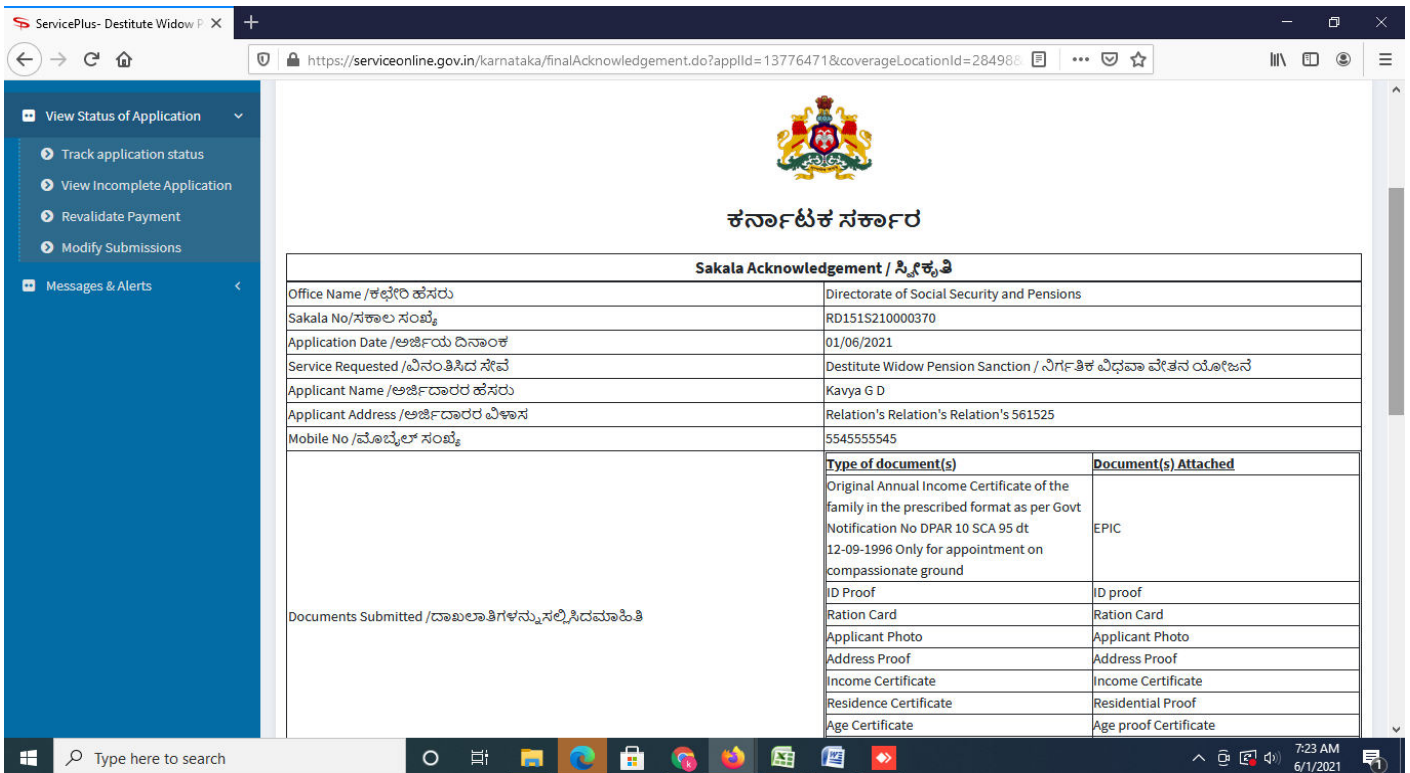 ServicePlus- Destitute Widow P
https://serviceonline.gov.in/karnataka/finalAcknowledgement.do?applId=13776471&coverageLocationId=284988
View Status of Application
Track application status
View Incomplete Application
Revalidate Payment
Modify Submissions
Messages & Alerts
ಕರ್ನಾಟಕ ಸರ್ಕಾರ
Sakala Acknowledgement / ಸ್ವೀಕೃತಿ
Office Name /ಕಛೇರಿ ಹೆಸರು Directorate of Social Security and Pensions
Sakala No/ಸಕಾಲ ಸಂಖ್ಯೆ RD151S210000370
Application Date /ಅರ್ಜಿಯ ದಿನಾಂಕ 01/06/2021
Service Requested /ವಿನಂತಿಸಿದ ಸೇವೆ Destitute Widow Pension Sanction / ನಿರ್ಗತಿಕ ವಿಧವಾ ವೇತನ ಯೋಜನೆ
Applicant Name /ಅರ್ಜಿದಾರರ ಹೆಸರು Kavya G D
Applicant Address /ಅರ್ಜಿದಾರರ ವಿಳಾಸ Relation's Relation's Relation's 561525
Mobile No /ಮೊಬೈಲ್ ಸಂಖ್ಯೆ 5545555545
Documents Submitted /ದಾಖಲಾತಿಗಳನ್ನು ಸಲ್ಲಿಸಿದಮಾಹಿತಿ
Type of document(s) Document(s) Attached
Original Annual Income Certificate of the
family in the prescribed format as per Govt
Notification No DPAR 10 SCA 95 dt EPIC
12-09-1996 Only for appointment on
compassionate ground
ID Proof ID proof
Ration Card Ration Card
Applicant Photo Applicant Photo
Address Proof Address Proof
Income Certificate Income Certificate
Residence Certificate Residential Proof
Age Certificate Age proof Certificate
Type here to search
7:23 AM
6/1/2021